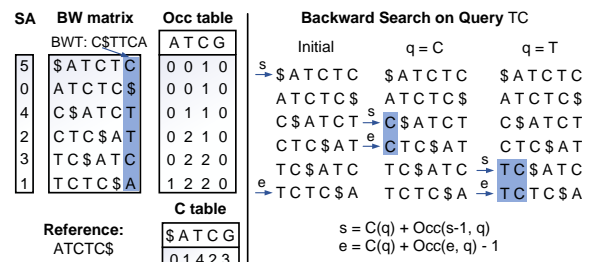 SA BW matrix Occ table
BWT: C$TTCA A T C G
5 $ A T C T C 0 0 1 0
0 A T C T C $ 0 0 1 0
4 C $ A T C T 0 1 1 0
2 C T C $ A T 0 2 1 0
3 T C $ A T C 0 2 2 0
1 T C T C $ A 1 2 2 0
C table
Reference:
ATCTC$
$ A T C G
0 1 4 2 3
Backward Search on Query TC
Initial q = C q = T
s $ A T C T C $ A T C T C $ A T C T C
A T C T C $ A T C T C $ A T C T C $
C $ A T C T s C $ A T C T C $ A T C T
C T C $ A T e C T C $ A T C T C $ A T
T C $ A T C T C $ A T C s T C $ A T C
e T C T C $ A T C T C $ A e T C T C $ A
s = C(q) + Occ(s-1, q)
e = C(q) + Occ(e, q) - 1